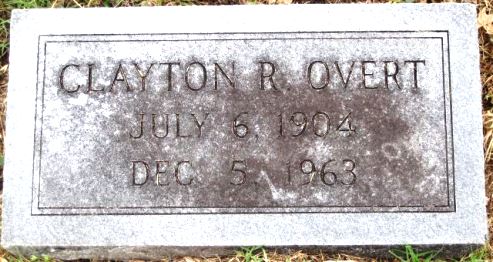 CLAYTON R. OVERT
JULY 6, 1904
DEC. 5, 1963